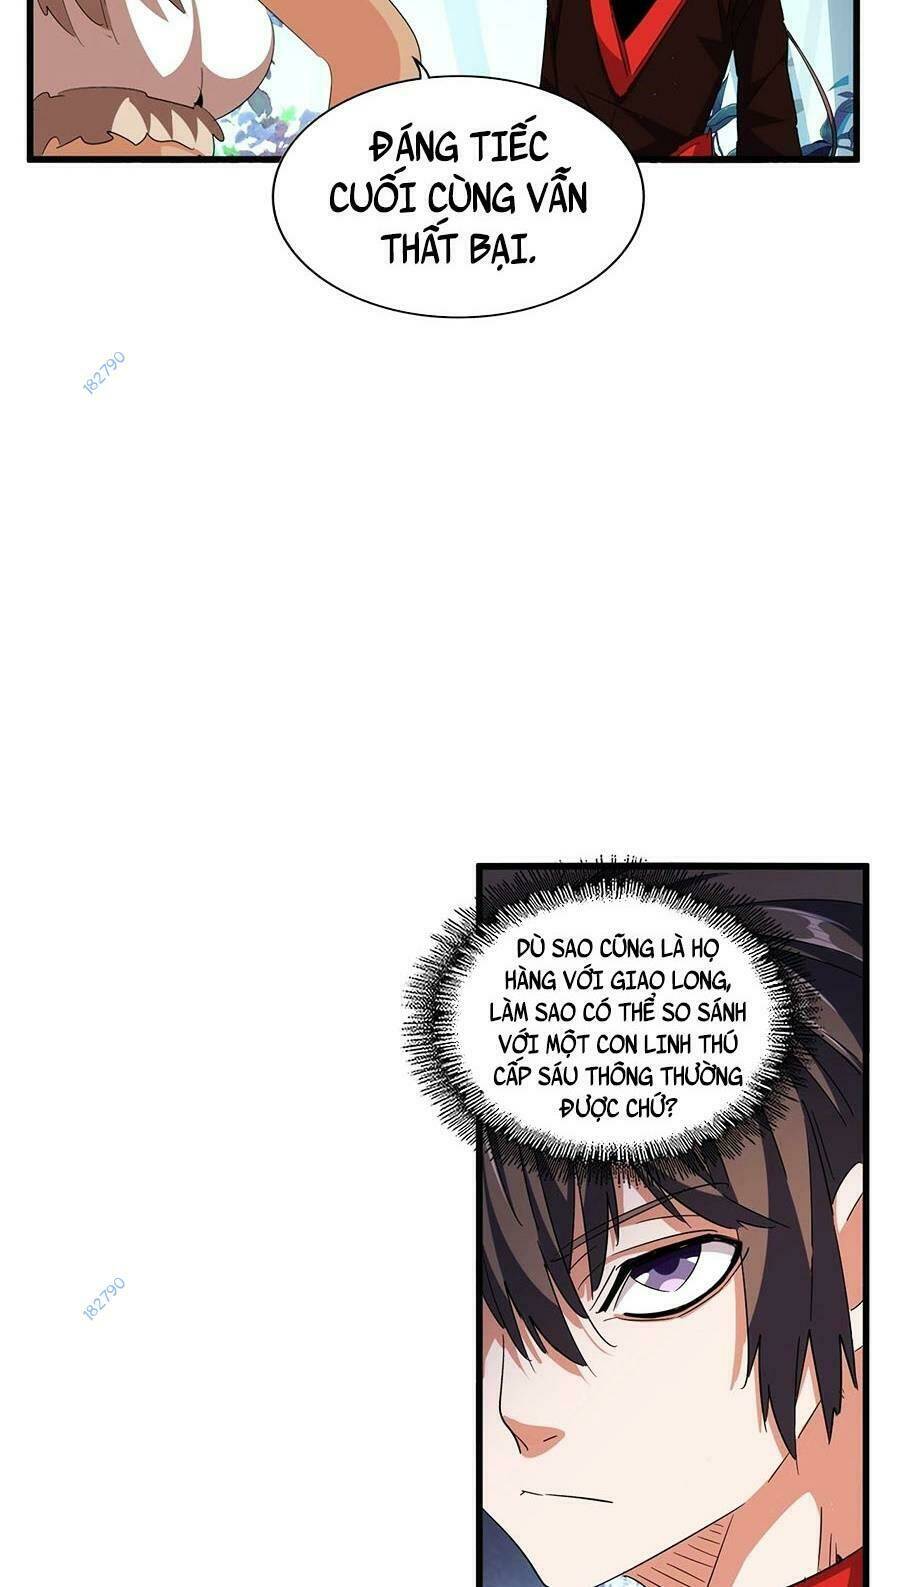 ĐÁNG TIẾC
CUỐI CÙNG VẪN
THẤT BẠI.
182790
DÙ SAO CŨNG LÀ HỌ
HÀNG VỚI GIAO LONG,
LÀM SAO CÓ THỂ SO SÁNH
VỚI MỘT CON LINH THÚ
CẤP SÁU THÔNG THƯỜNG
ĐƯỢC CHỨ?
182790